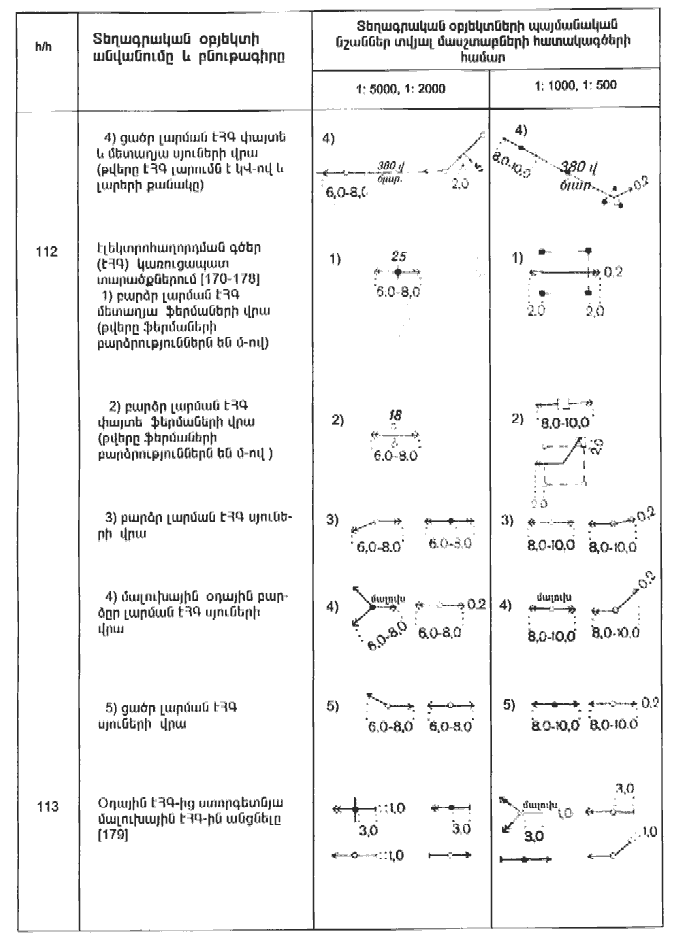 հ/հ
Տեղագրական օբյեկտի
անվանումը և բնութագիրը
Տեղագրական օբյեկտների պայմանական
նշաններ տվյալ մասշտաբների հատակագծերի
համար
1: 5000, 1: 2000
1: 1000, 1: 500
4) ցածր լարման ԷՀԳ փայտե
և մետաղյա սյուների վրա
(թվերը ԷՀԳ լարումն է կՎ-ով և
լարերի քանակը)
4)
380 վ
6,0-8,0
2,0
4)
8,0-10,0
380 վ
0,2
112
Էլեկտրահաղորդման գծեր
(ԷՀԳ) կառուցապատ
տարածքներում [170-178]
1) բարձր լարման ԷՀԳ
մետաղյա ֆերմաների վրա
(թվերը ֆերմաների
բարձրություններն են մ-ով)
1)
25
6,0-8,0
1)
0,2
2,0
2,0
2) բարձր լարման ԷՀԳ
փայտե ֆերմաների վրա
(թվերը ֆերմաների
բարձրություններն են մ-ով )
2)
18
6,0-8,0
2)
8,0-10,0
2,0
3) բարձր լարման ԷՀԳ սյունե-
րի վրա
3)
6,0-8,0
6,0-8,0
3)
0,2
8,0-10,0
8,0-10,0
4) մալուխային օդային բար-
ձըր լարման ԷՀԳ սյուների
վրա
4)
մալուխ
0,2
6,0-8,0
6,0-8,0
4)
մալուխ
0,2
8,0-10,0
8,0-10,0
5) ցածր լարման ԷՀԳ
սյուների վրա
5)
6,0-8,0
6,0-8,0
5)
0,2
8,0-10,0
8,0-10,0
113
Օդային ԷՀԳ-ից ստորգետնյա
մալուխային ԷՀԳ-ին անցնելը
[179]
1,0
3,0
3,0
1,0
մալուխ
1,0
3,0
3,0
1,0